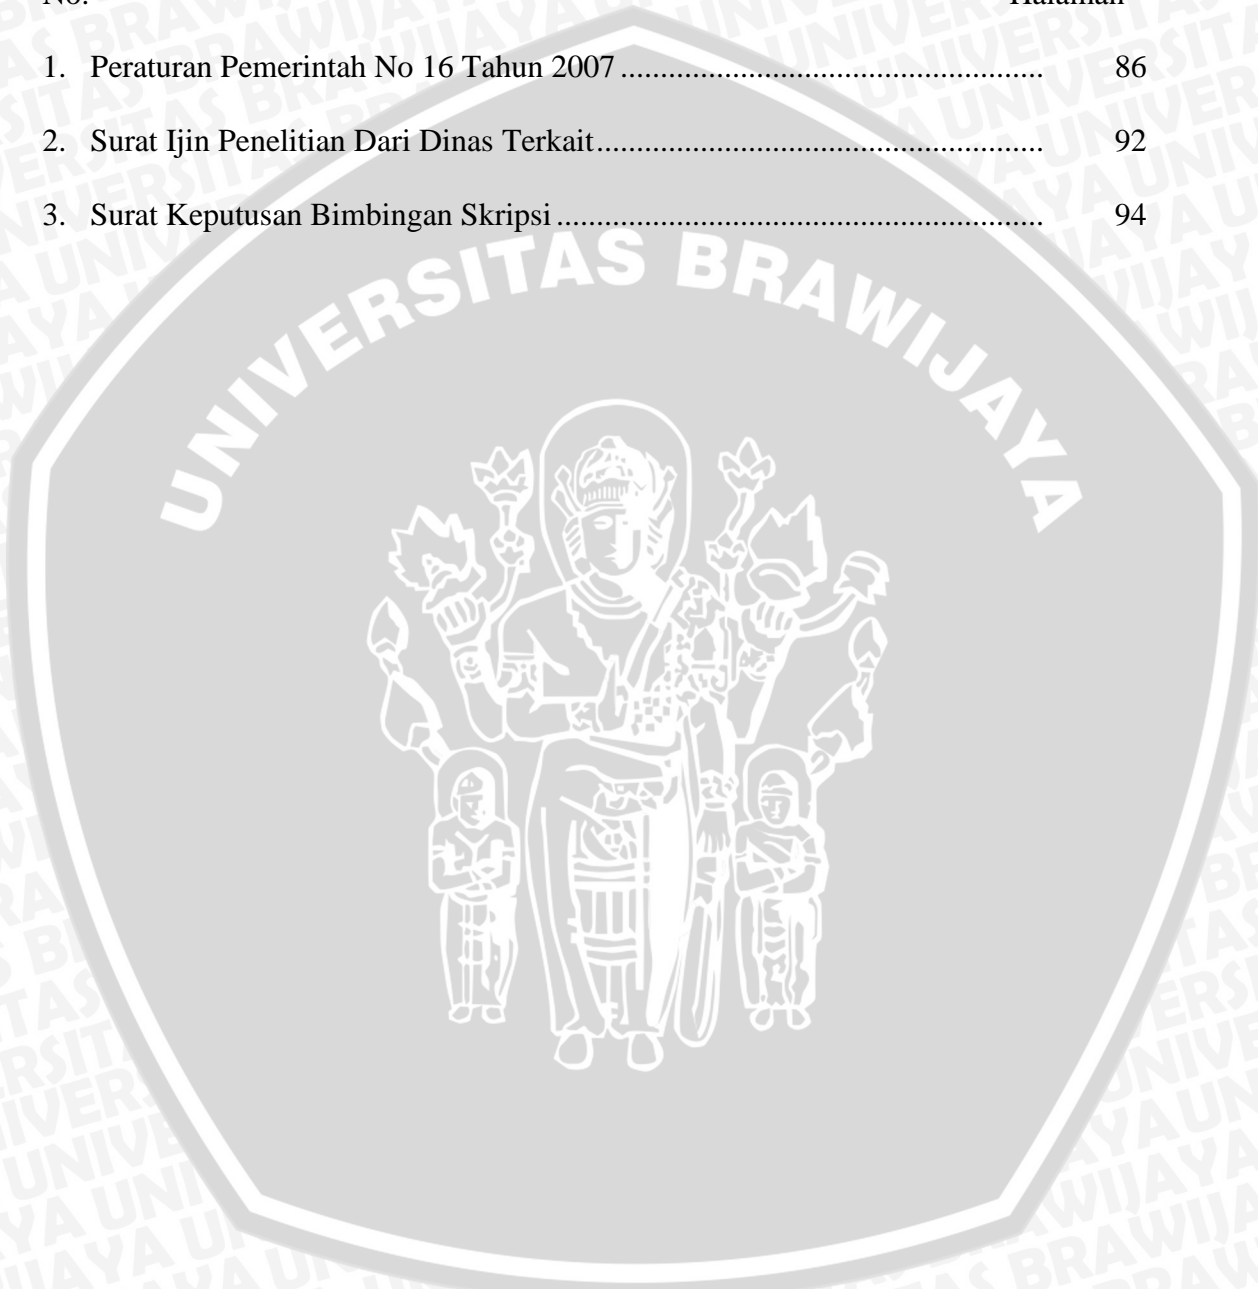 No. Halaman
1. Peraturan Pemerintah No 16 Tahun 2007 ..................................................... 86
2. Surat Ijin Penelitian Dari Dinas Terkait........................................................ 92
3. Surat Keputusan Bimbingan Skripsi ............................................................. 94
UNIVERSITAS BRAWIJAYA